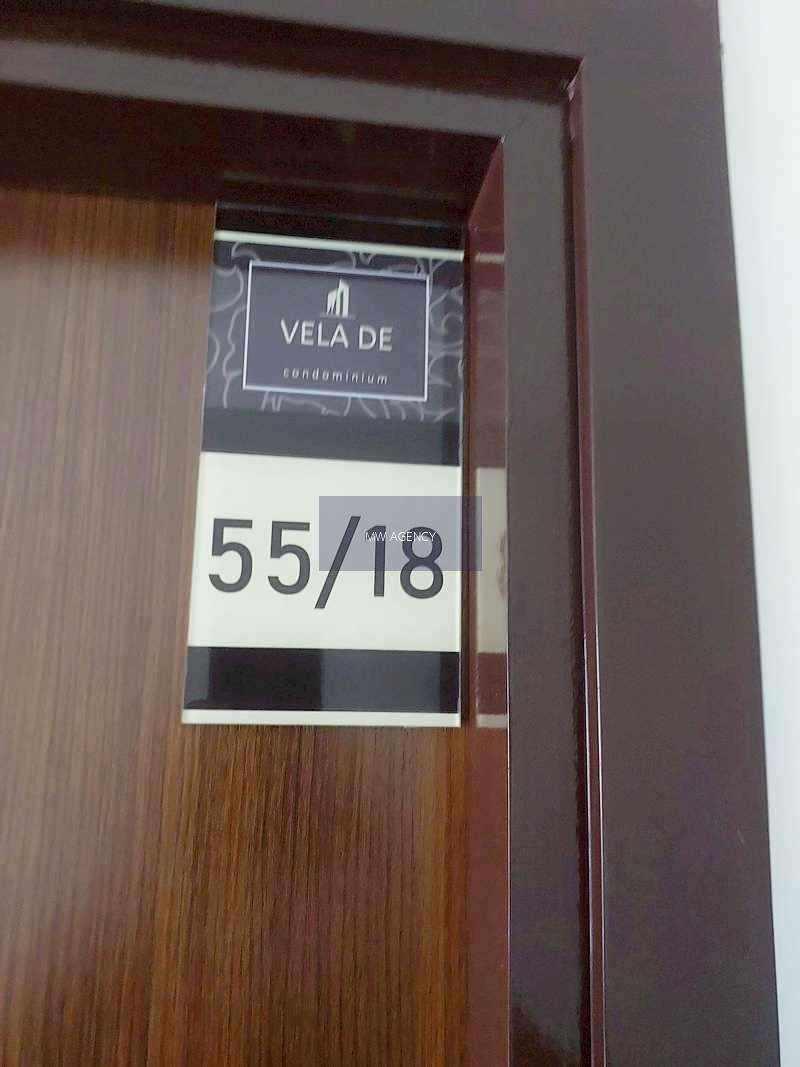 VELA DE
condominium
55/18
MW AGENCY